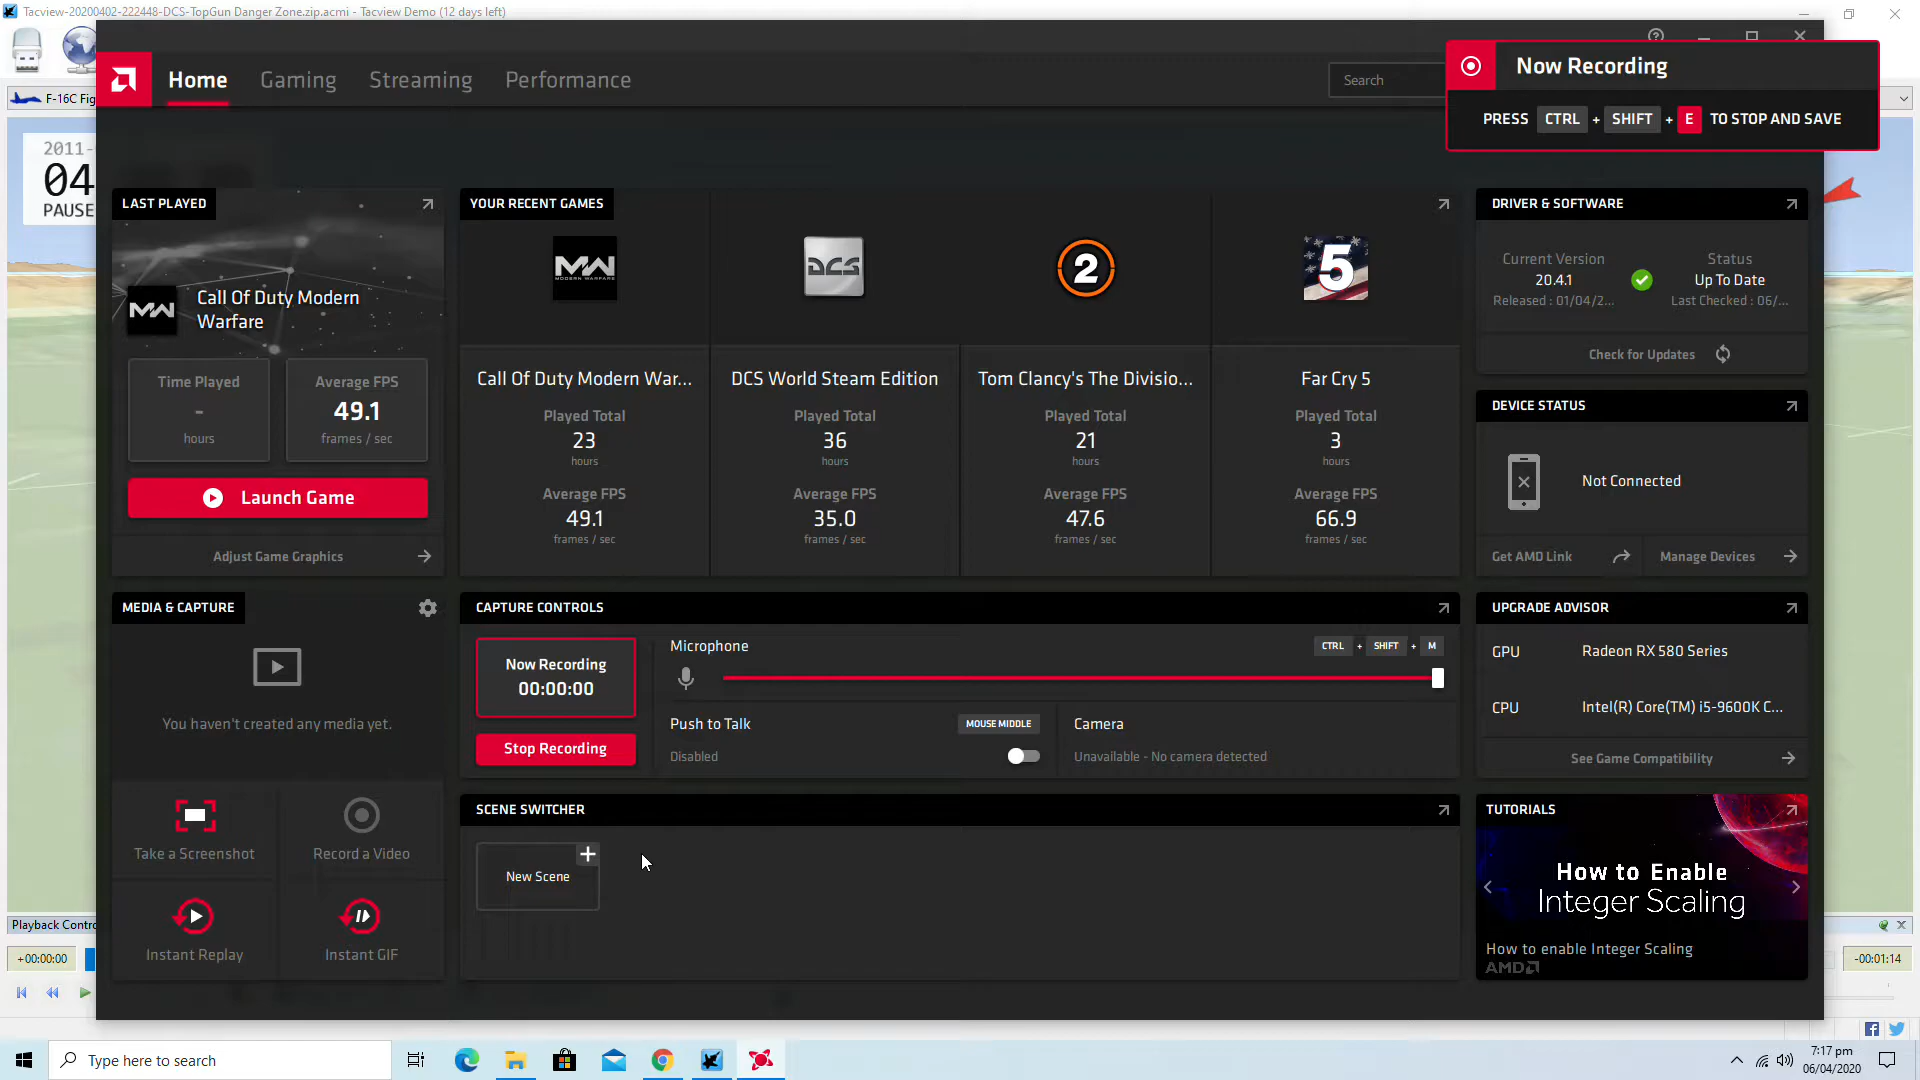 Tacview-20200402-222448-DCS-TopGun Danger Zone.zip.acmi - Tacview Demo (12 days left)
Home
Gaming
Streaming
Performance
Search
Now Recording
PRESS CTRL + SHIFT + E TO STOP AND SAVE
F-16C Fig
2011-
04
PAUSE
LAST PLAYED
Call Of Duty Modern
Warfare
Time Played
-
hours
Average FPS
49.1
frames / sec
Launch Game
Adjust Game Graphics
YOUR RECENT GAMES
MW
MODERN WARFARE
DCS
2
5
Call Of Duty Modern War...
Played Total
23
hours
Average FPS
49.1
frames / sec
DCS World Steam Edition
Played Total
36
hours
Average FPS
35.0
frames / sec
Tom Clancy's The Divisio...
Played Total
21
hours
Average FPS
47.6
frames / sec
Far Cry 5
Played Total
3
hours
Average FPS
66.9
frames / sec
DRIVER & SOFTWARE
Current Version
20.4.1
Released : 01/04/2...
Status
Up To Date
Last Checked : 06/...
Check for Updates
DEVICE STATUS
Not Connected
Get AMD Link
Manage Devices
MEDIA & CAPTURE
You haven't created any media yet.
Take a Screenshot
Record a Video
Instant Replay
Instant GIF
CAPTURE CONTROLS
Now Recording
00:00:00
Stop Recording
Microphone
CTRL + SHIFT + M
Push to Talk
MOUSE MIDDLE
Disabled
Camera
Unavailable - No camera detected
SCENE SWITCHER
New Scene
UPGRADE ADVISOR
GPU
Radeon RX 580 Series
CPU
Intel(R) Core(TM) i5-9600K C...
See Game Compatibility
TUTORIALS
How to Enable
Integer Scaling
How to enable Integer Scaling
AMD
Playback Contro
+00:00:00
-00:01:14
Type here to search
7:17 pm
06/04/2020